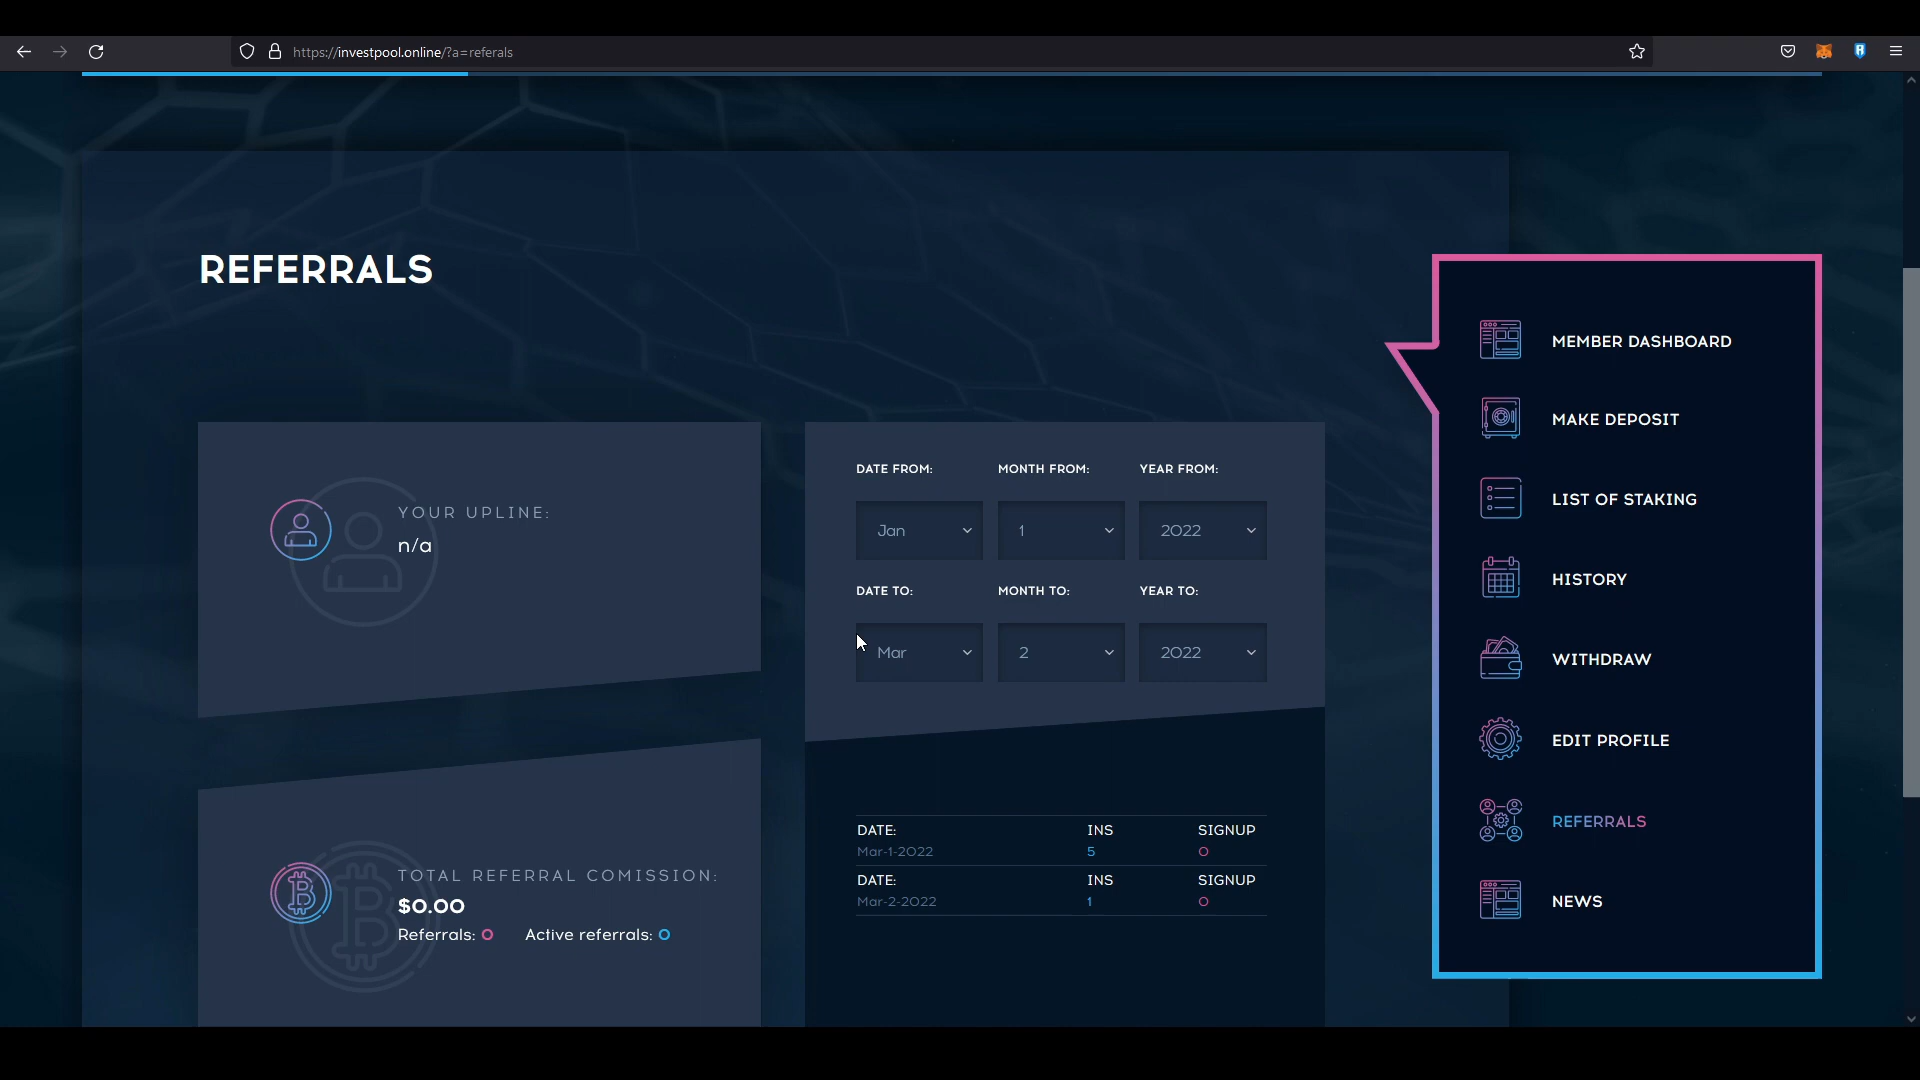 https://investpool.online/?a=referals
REFERRALS
YOUR UPLINE:
n/a
TOTAL REFERRAL COMISSION:
$0.00
Referrals: 0 Active referrals: 0
DATE FROM: MONTH FROM: YEAR FROM:
Jan 1 2022
DATE TO: MONTH TO: YEAR TO:
Mar 2 2022
DATE: INS SIGNUP
Mar-1-2022 5 0
DATE: INS SIGNUP
Mar-2-2022 1 0
MEMBER DASHBOARD
MAKE DEPOSIT
LIST OF STAKING
HISTORY
WITHDRAW
EDIT PROFILE
REFERRALS
NEWS